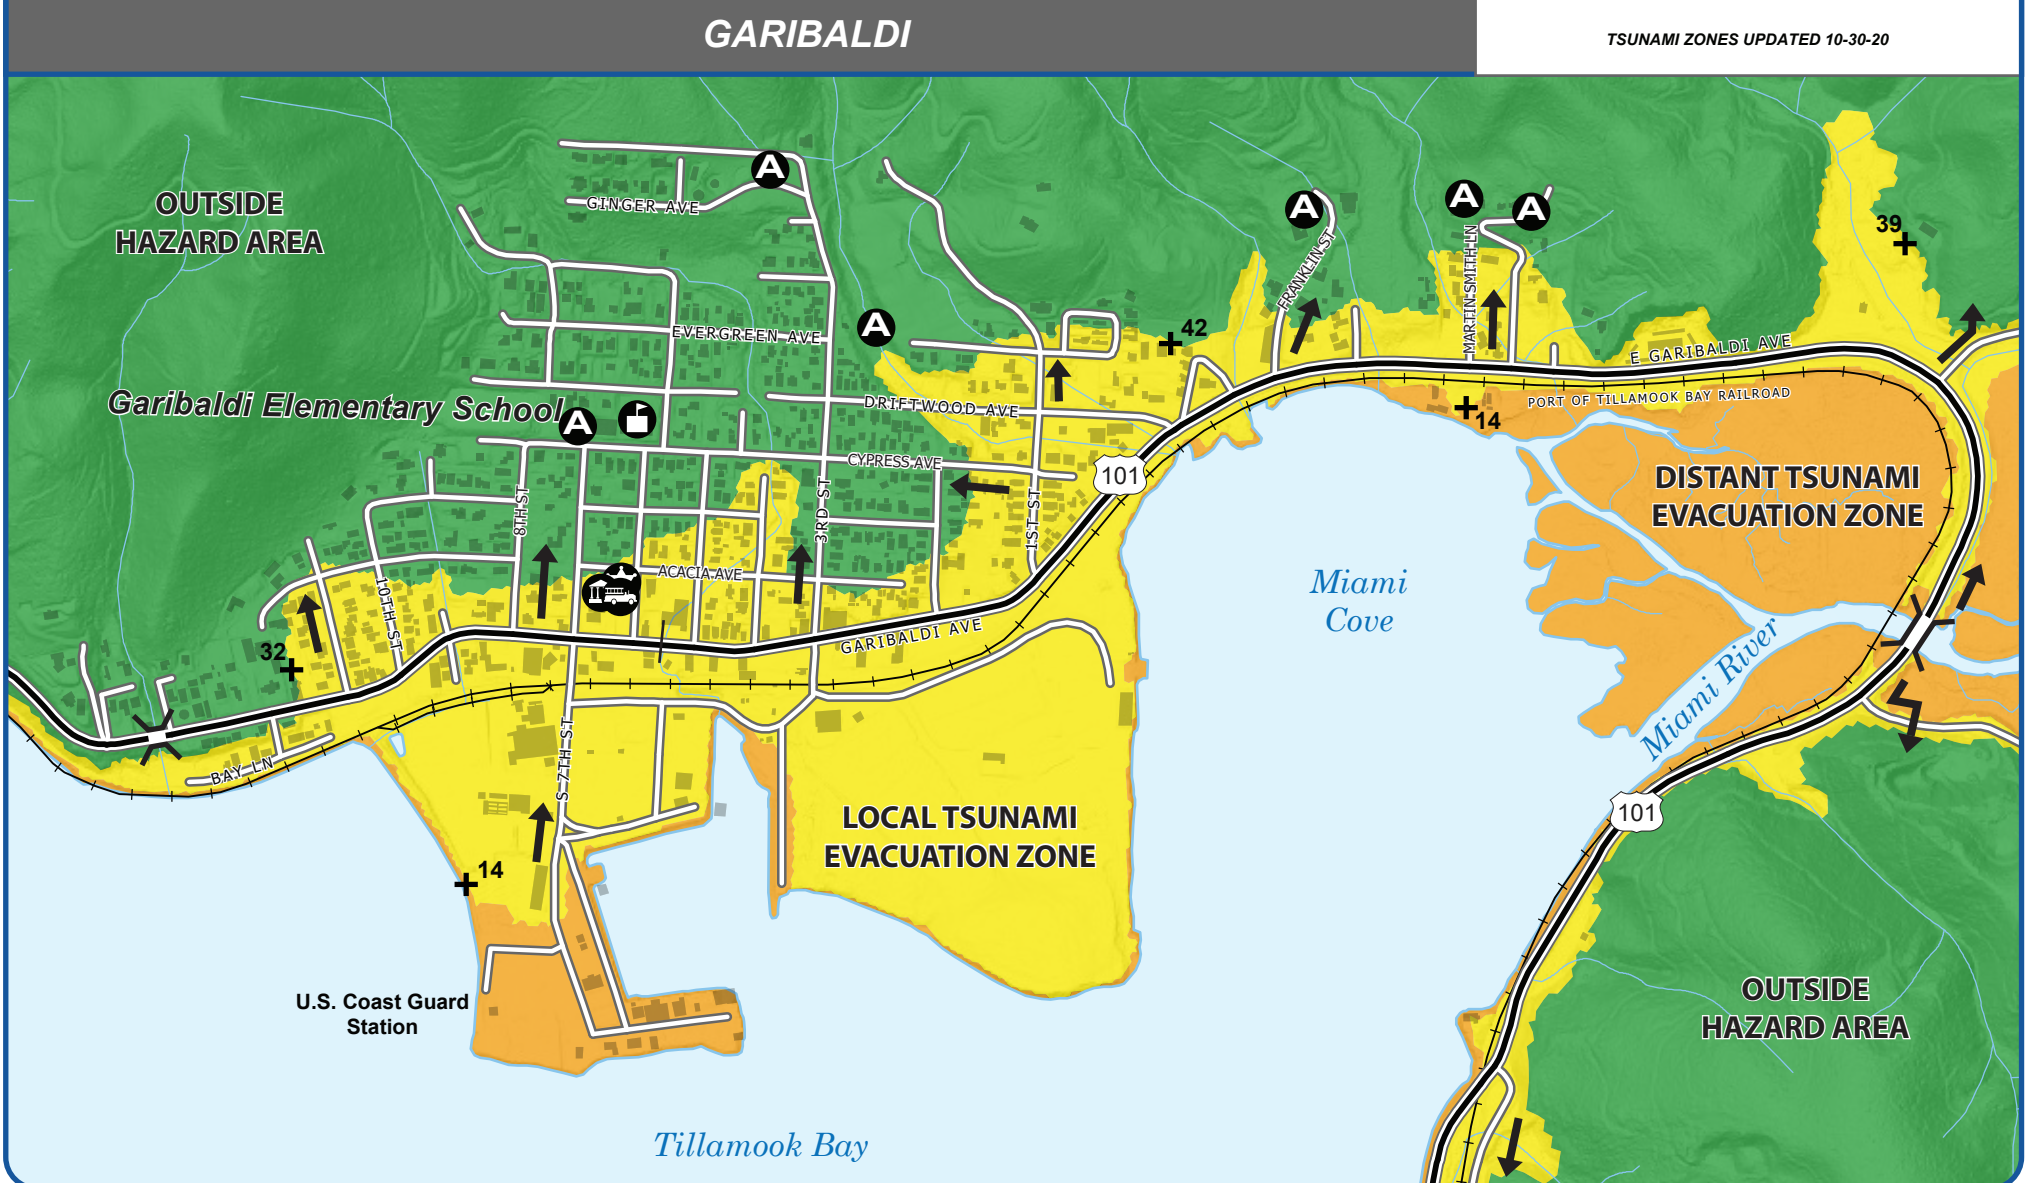 GARIBALDI
TSUNAMI ZONES UPDATED 10-30-20
OUTSIDE
HAZARD AREA
A
GINGER AVE
A
FRANKLIN ST
A
MARTIN SMITH LN
A
39
A
42
EVERGREEN AVE
E GARIBALDI AVE
PORT OF TILLAMOOK BAY RAILROAD
14
Garibaldi Elementary School
A
DRIFTWOOD AVE
CYPRESS AVE
101
DISTANT TSUNAMI
EVACUATION ZONE
8TH ST
3RD ST
1ST ST
ACACIA AVE
10TH ST
Miami
Cove
GARIBALDI AVE
32
Miami River
BAY LN
S 7TH ST
LOCAL TSUNAMI
EVACUATION ZONE
101
14
U.S. Coast Guard
Station
OUTSIDE
HAZARD AREA
Tillamook Bay